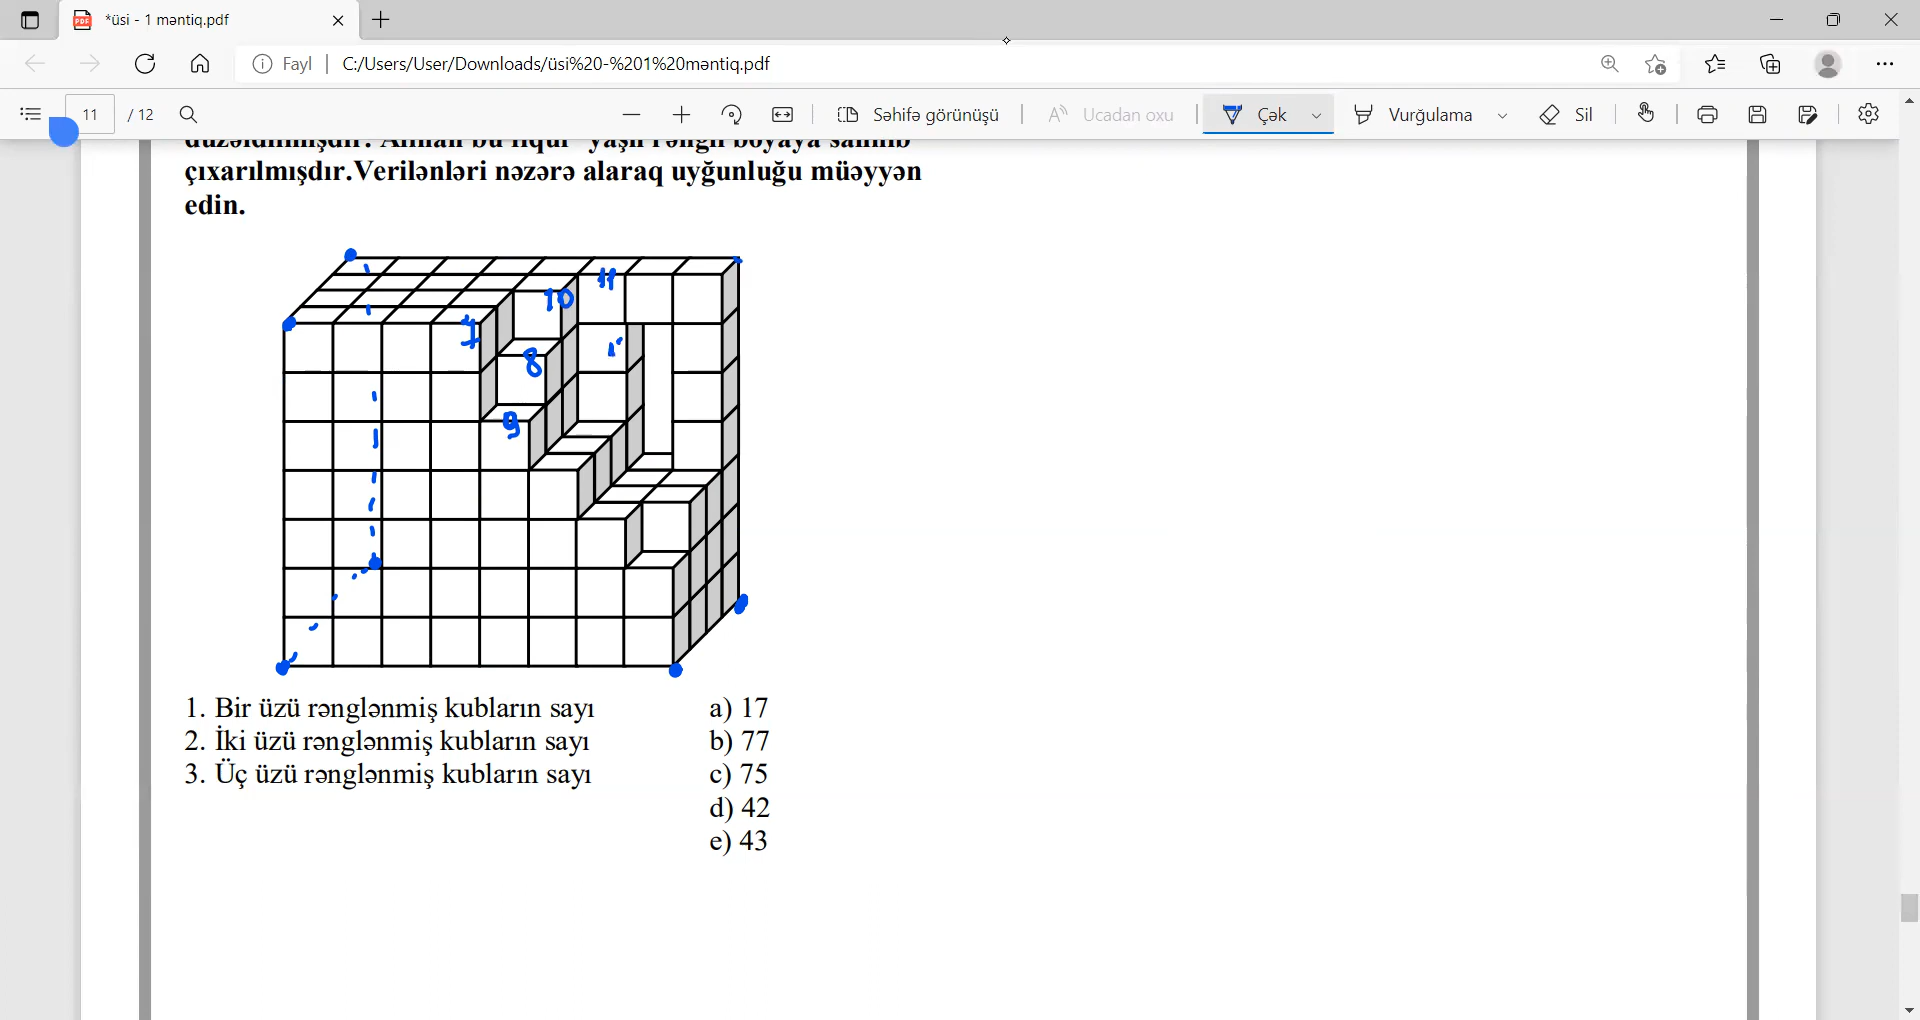 *üsi - 1 məntiq.pdf
Fayl C:/Users/User/Downloads/üsi%20-%201%20məntiq.pdf
11 / 12 Səhifə görünüşü Ucadan oxu Çək Vurğulama Sil
çıxarılmışdır.Verilənləri nəzərə alaraq uyğunluğu müəyyən
edin.
11
10
7
8
9
1. Bir üzü rənglənmiş kubların sayı a) 17
2. İki üzü rənglənmiş kubların sayı b) 77
3. Üç üzü rənglənmiş kubların sayı c) 75
d) 42
e) 43